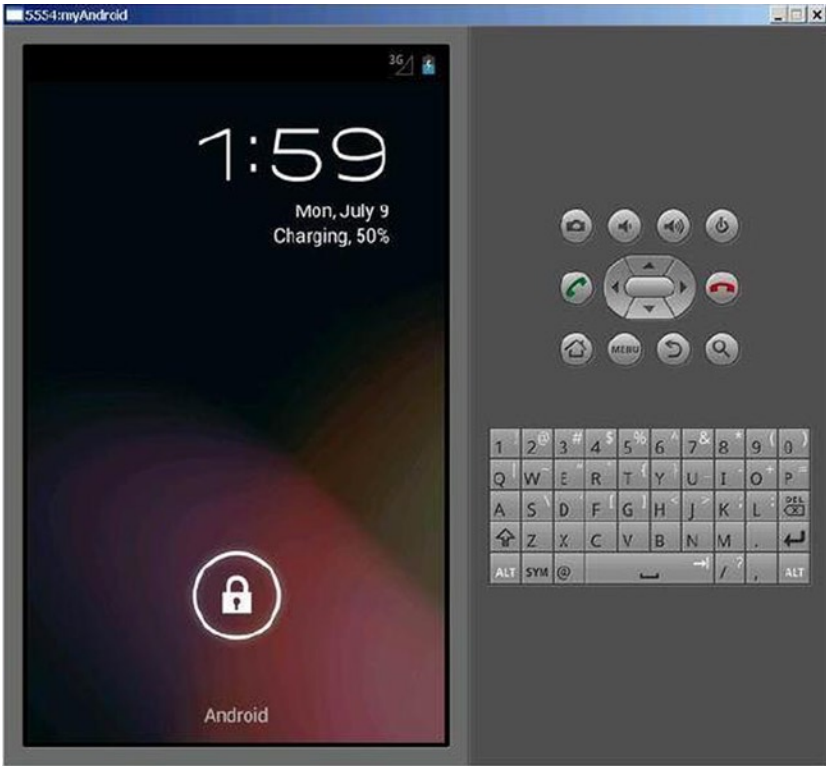 5554:myAndroid
3G
1:59
Mon, July 9
Charging, 50%
MENU
1 ! 2 @ 3 # 4 $ 5 % 6 ^ 7 & 8 * 9 ( 0 )
Q | W ~ E " R ` T { Y } U _ I - O + P =
A S \ D ' F [ G ] H < J > K ; L : DEL
Z X C V B N M .
ALT SYM @ / ? , ALT
Android